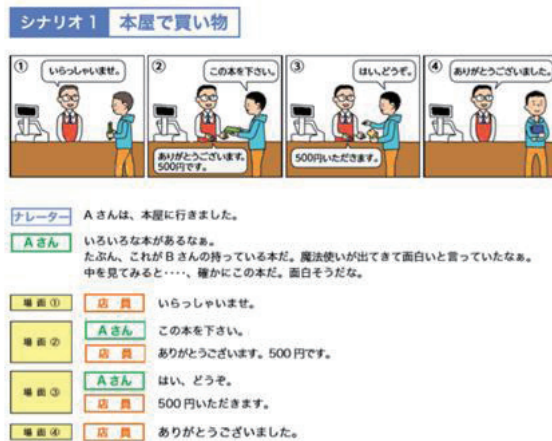 シナリオ1 本屋で買い物
① いらっしゃいませ。
② この本を下さい。
ありがとうございます。
500円です。
③ はい、どうぞ。
500円いただきます。
④ ありがとうございました。
ナレーター Aさんは、本屋に行きました。
Aさん いろいろな本があるなぁ。
たぶん、これがBさんの持っている本だ。魔法使いが出てきて面白いと言っていたなぁ。
中を見てみると‥‥、確かにこの本だ。面白そうだな。
場面① 店員 いらっしゃいませ。
場面② Aさん この本を下さい。
店員 ありがとうございます。500円です。
場面③ Aさん はい、どうぞ。
店員 500円いただきます。
場面④ 店員 ありがとうございました。